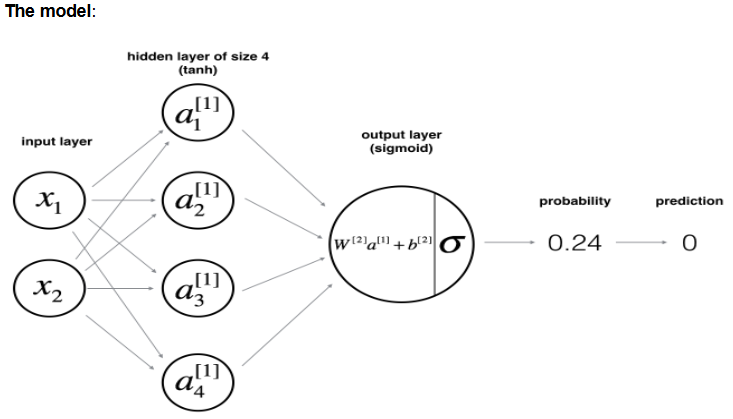 The model:
hidden layer of size 4
(tanh)
a₁^[1]
input layer
output layer
(sigmoid)
x₁
a₂^[1]
probability
prediction
W^[2]a^[1] + b^[2]
σ
0.24
0
x₂
a₃^[1]
a₄^[1]